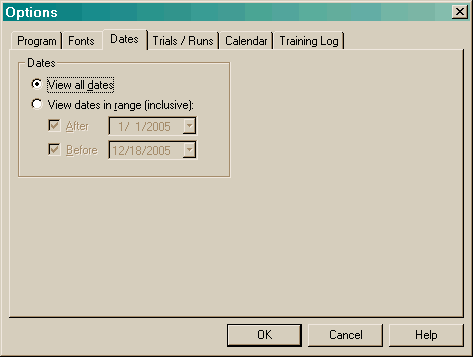 Options
Program Fonts Dates Trials / Runs Calendar Training Log
Dates
View all dates
View dates in range (inclusive):
After 1/ 1/2005
Before 12/18/2005
OK Cancel Help